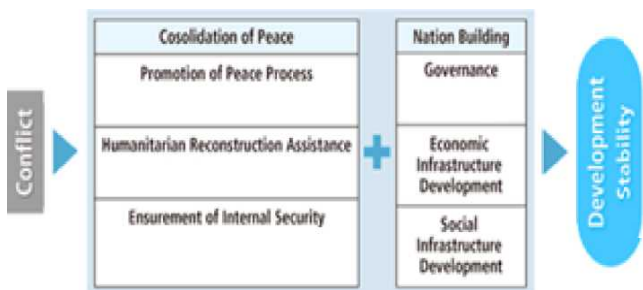 Conflict
Cosolidation of Peace
Promotion of Peace Process
Humanitarian Reconstruction Assistance
Ensurement of Internal Security
+
Nation Building
Governance
Economic
Infrastructure
Development
Social
Infrastructure
Development
Development
Stability